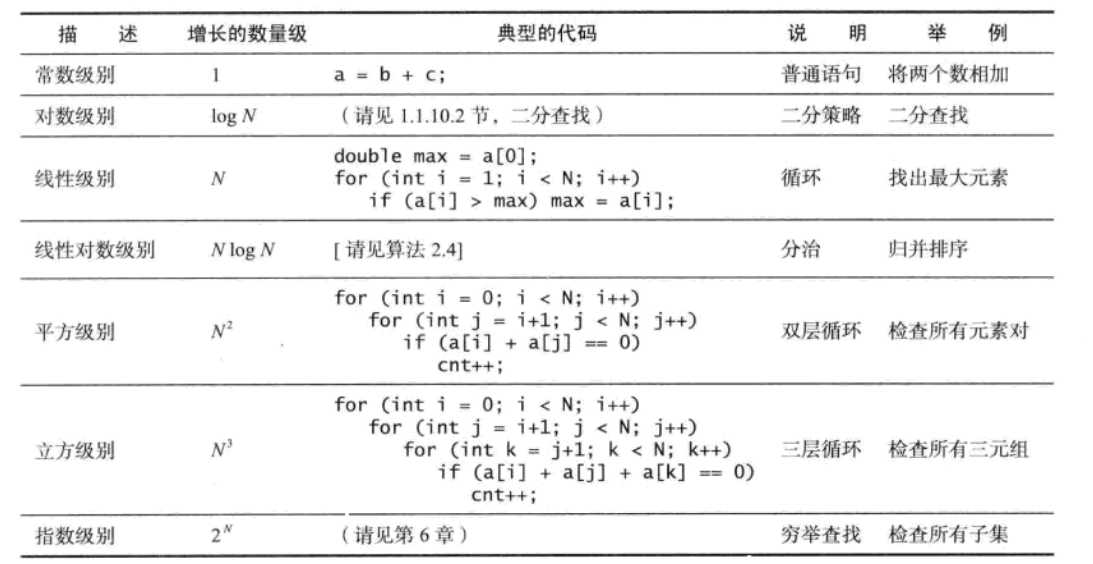 描 述 增长的数量级 典型的代码 说 明 举 例
常数级别 1 a = b + c; 普通语句 将两个数相加
对数级别 log N （请见 1.1.10.2 节，二分查找） 二分策略 二分查找
double max = a[0];
线性级别 N for (int i = 1; i < N; i++) 循环 找出最大元素
if (a[i] > max) max = a[i];
线性对数级别 N log N [ 请见算法 2.4] 分治 归并排序
for (int i = 0; i < N; i++)
for (int j = i+1; j < N; j++)
平方级别 N² if (a[i] + a[j] == 0) 双层循环 检查所有元素对
cnt++;
for (int i = 0; i < N; i++)
for (int j = i+1; j < N; j++)
立方级别 N³ for (int k = j+1; k < N; k++) 三层循环 检查所有三元组
if (a[i] + a[j] + a[k] == 0)
cnt++;
指数级别 2ᴺ （请见第 6 章） 穷举查找 检查所有子集